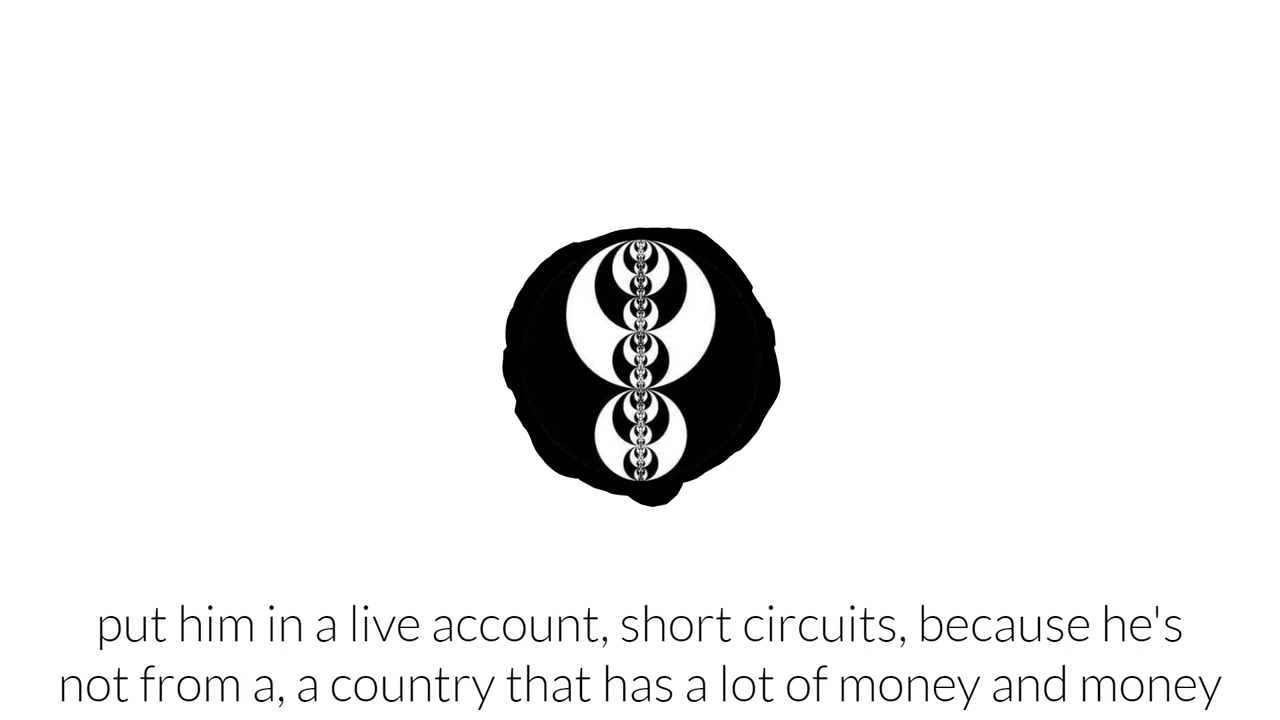 put him in a live account, short circuits, because he's
not from a, a country that has a lot of money and money